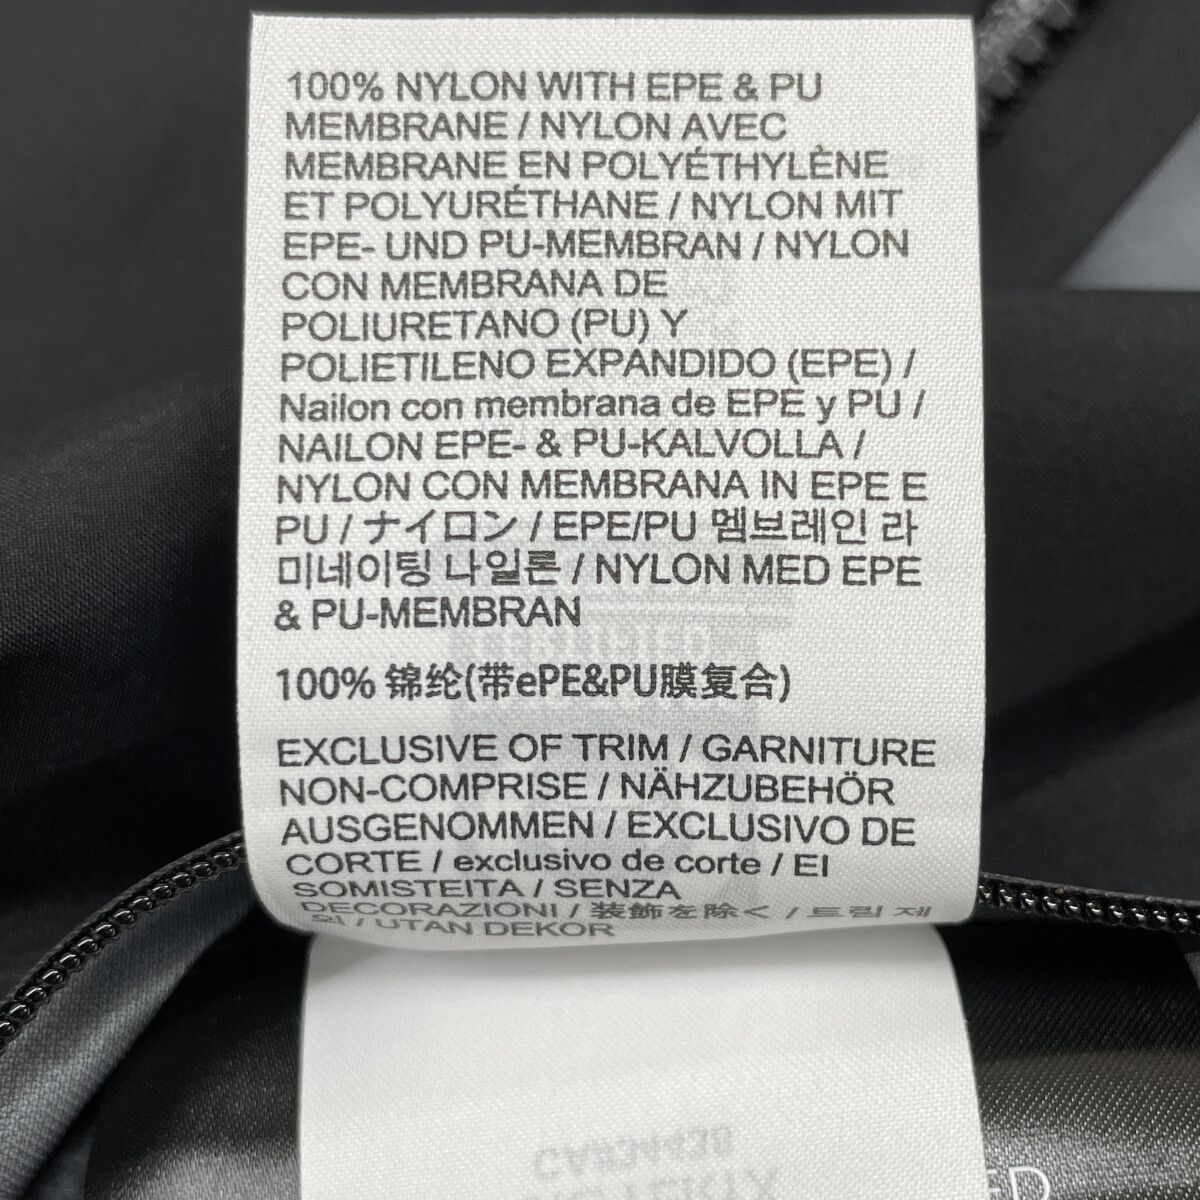 100% NYLON WITH EPE & PU
MEMBRANE / NYLON AVEC
MEMBRANE EN POLYÉTHYLÈNE
ET POLYURÉTHANE / NYLON MIT
EPE- UND PU-MEMBRAN / NYLON
CON MEMBRANA DE
POLIURETANO (PU) Y
POLIETILENO EXPANDIDO (EPE) /
Nailon con membrana de EPE y PU /
NAILON EPE- & PU-KALVOLLA /
NYLON CON MEMBRANA IN EPE E
PU / ナイロン / EPE/PU 멤브레인 라
미네이팅 나일론 / NYLON MED EPE
& PU-MEMBRAN
100% 锦纶(带ePE&PU膜复合)
EXCLUSIVE OF TRIM / GARNITURE
NON-COMPRISE / NÄHZUBEHÖR
AUSGENOMMEN / EXCLUSIVO DE
CORTE / exclusivo de corte / EI
SOMISTEITA / SENZA
DECORAZIONI / 装飾を除く / 트림 제
외 / UTAN DEKOR
CA#34438